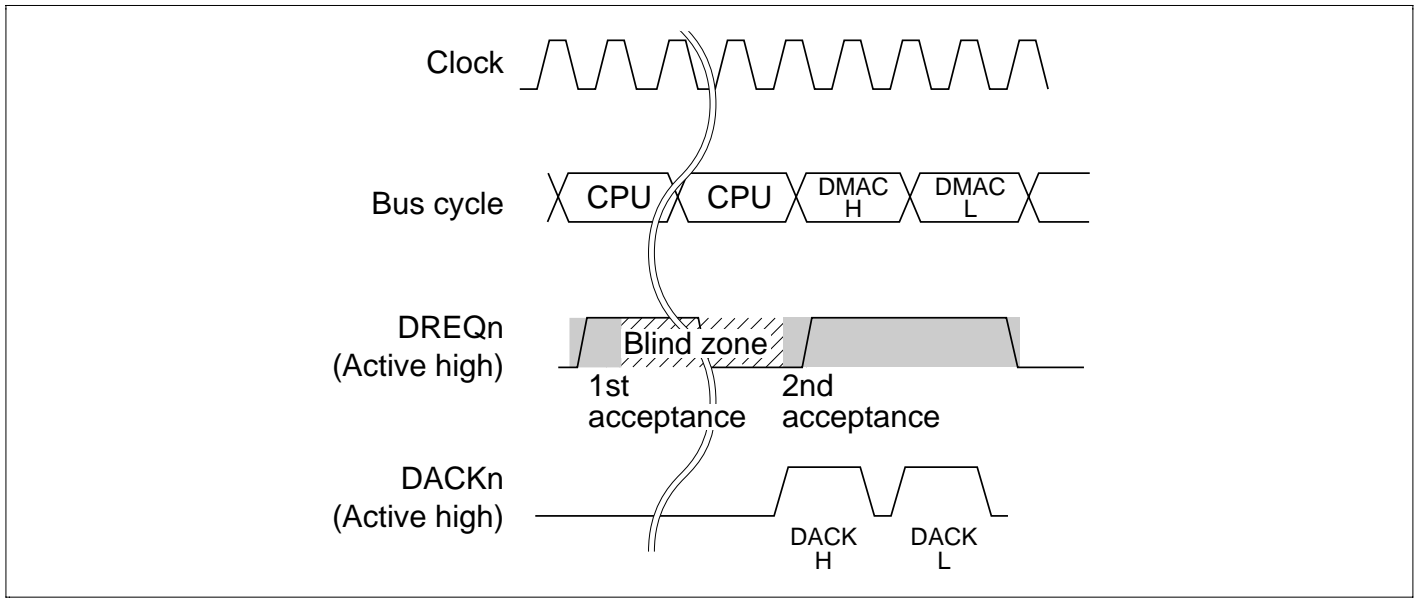 Clock
Bus cycle
CPU
CPU
DMAC
H
DMAC
L
DREQn
(Active high)
Blind zone
1st
acceptance
2nd
acceptance
DACKn
(Active high)
DACK
H
DACK
L